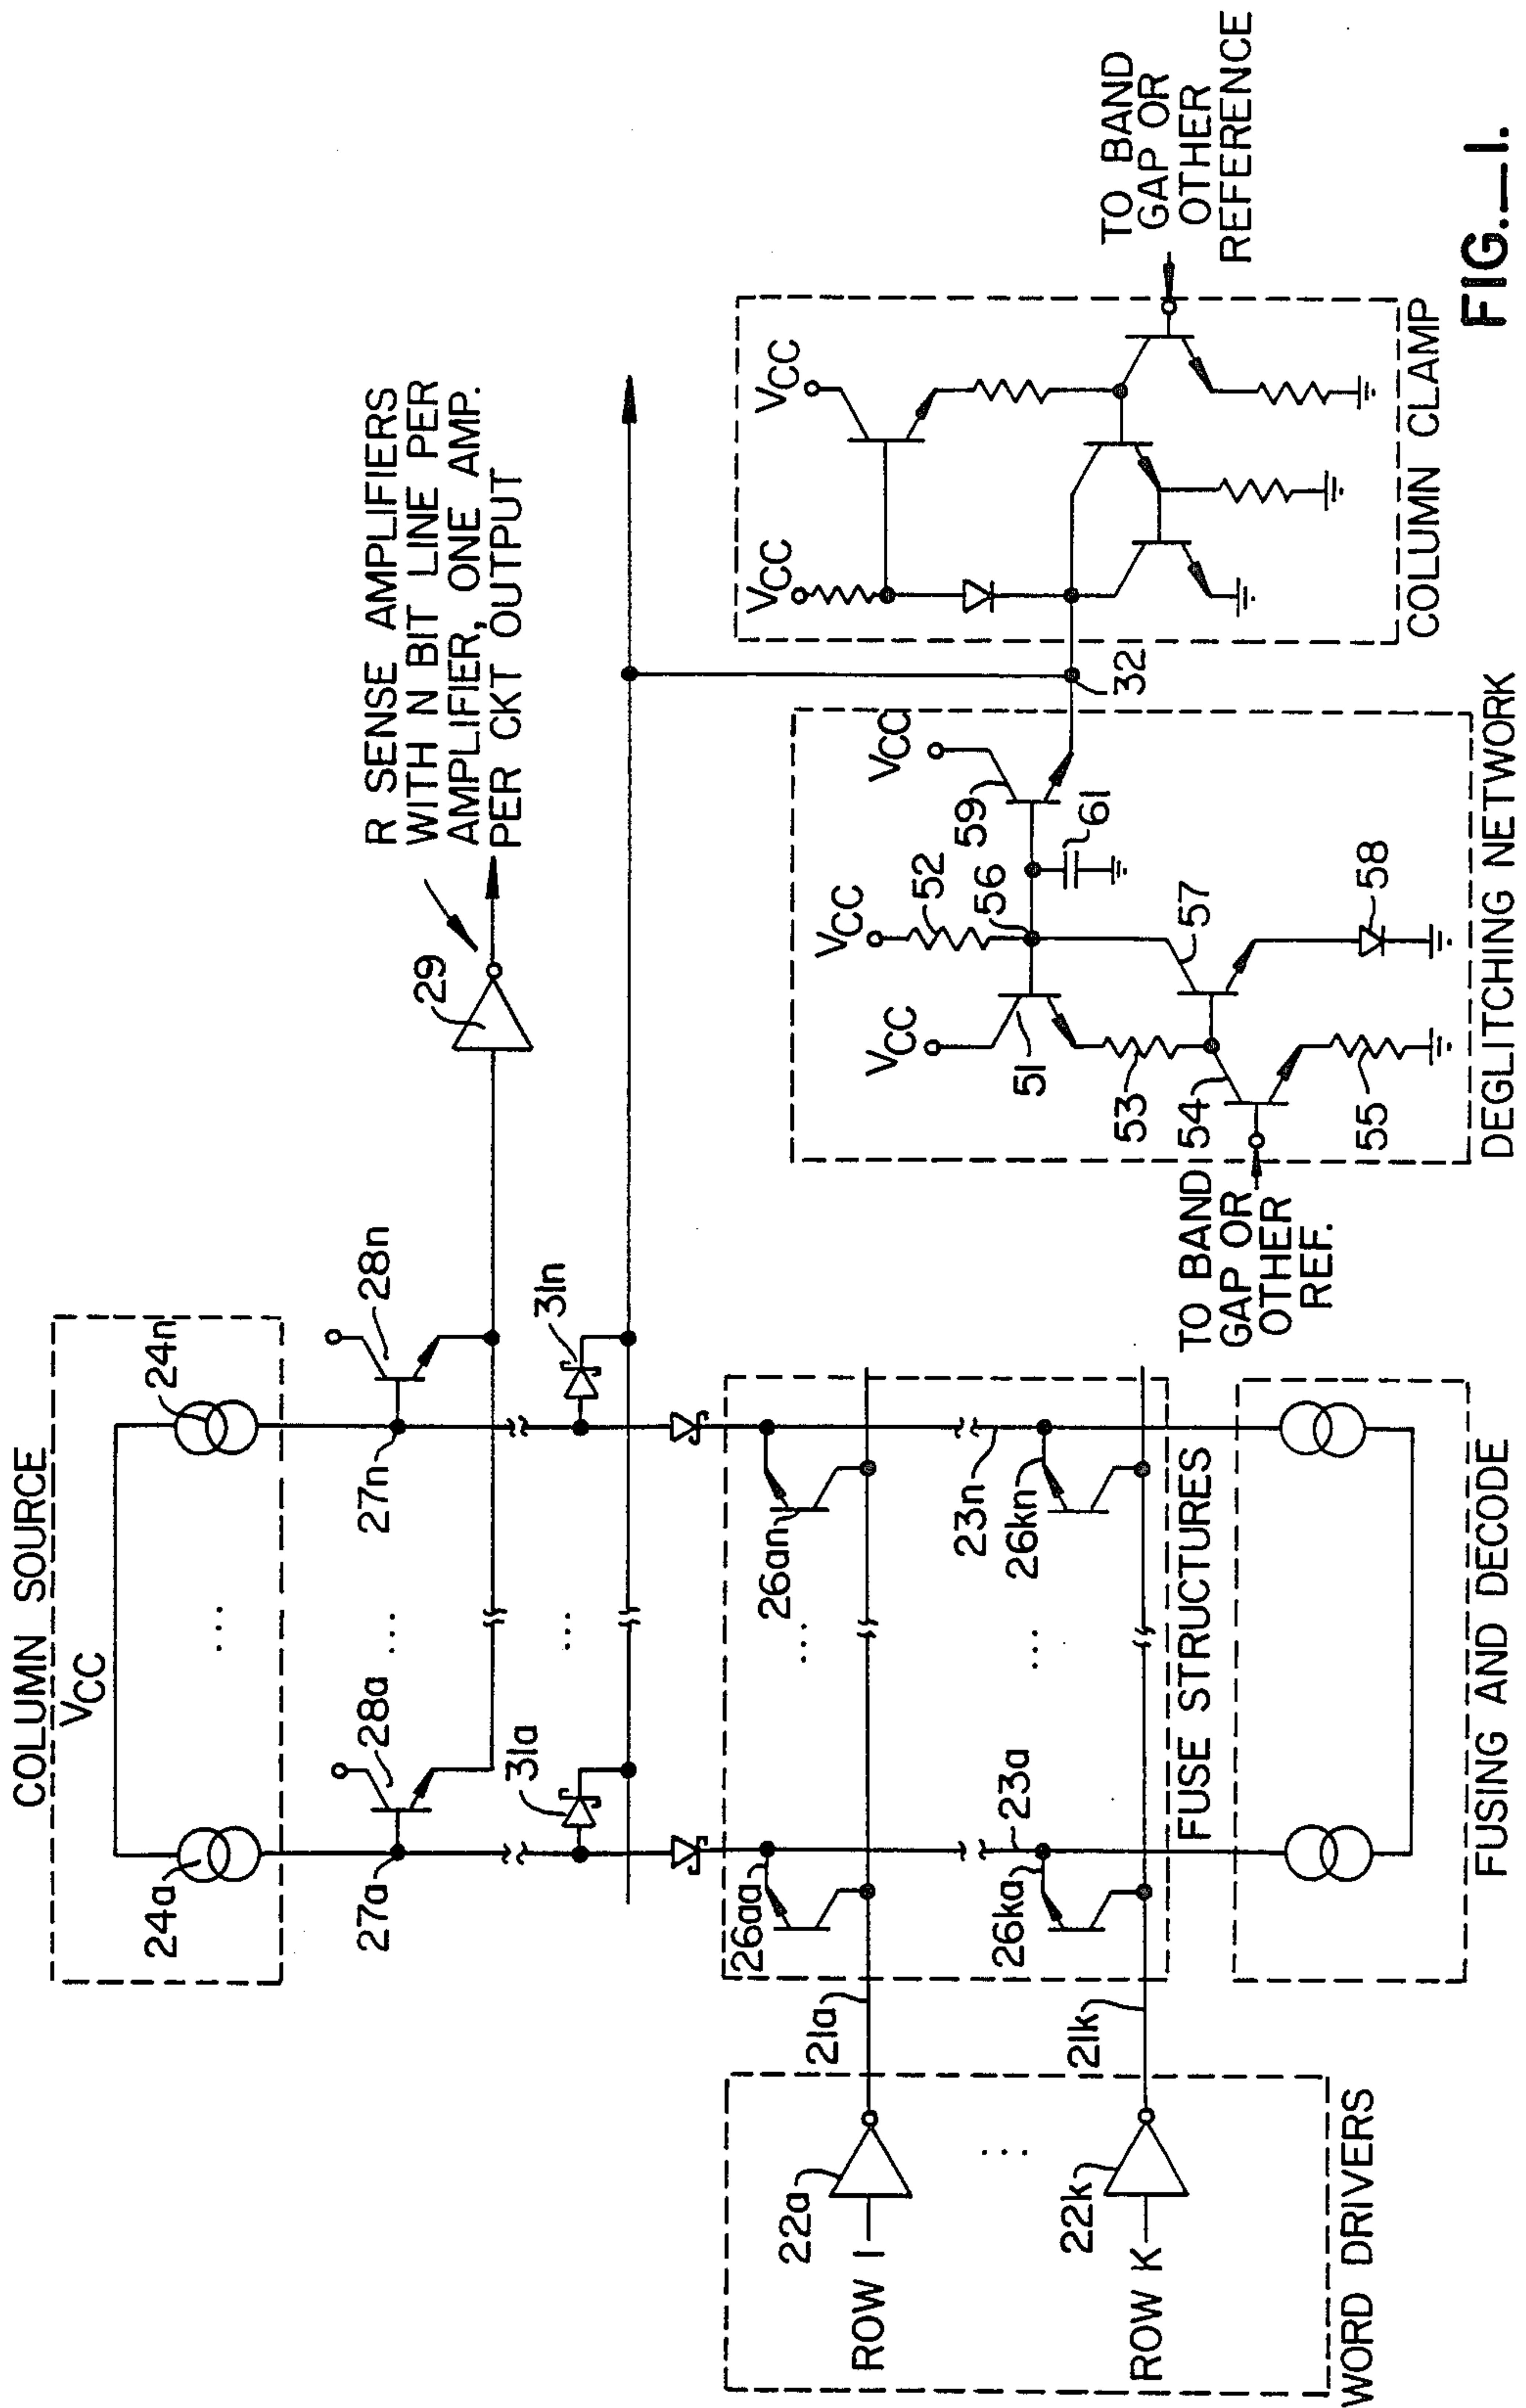 COLUMN SOURCE
VCC
24a
24n
...
27a
28a
...
27n
28n
29
R SENSE AMPLIFIERS
WITH N BIT LINE PER
AMPLIFIER, ONE AMP.
PER CKT OUTPUT
31a
...
31n
WORD DRIVERS
ROW 1
22a
21a
...
ROW K
22k
21k
26aa
...
26an
26ka
23a
...
23n
26kn
FUSE STRUCTURES
FUSING AND DECODE
TO BAND
GAP OR
OTHER
REF.
DEGLITCHING NETWORK
VCC
51
53
54
55
VCC
52
56
57
58
VCC
59
61
32
COLUMN CLAMP
VCC
VCC
TO BAND
GAP OR
OTHER
REFERENCE
FIG._1.